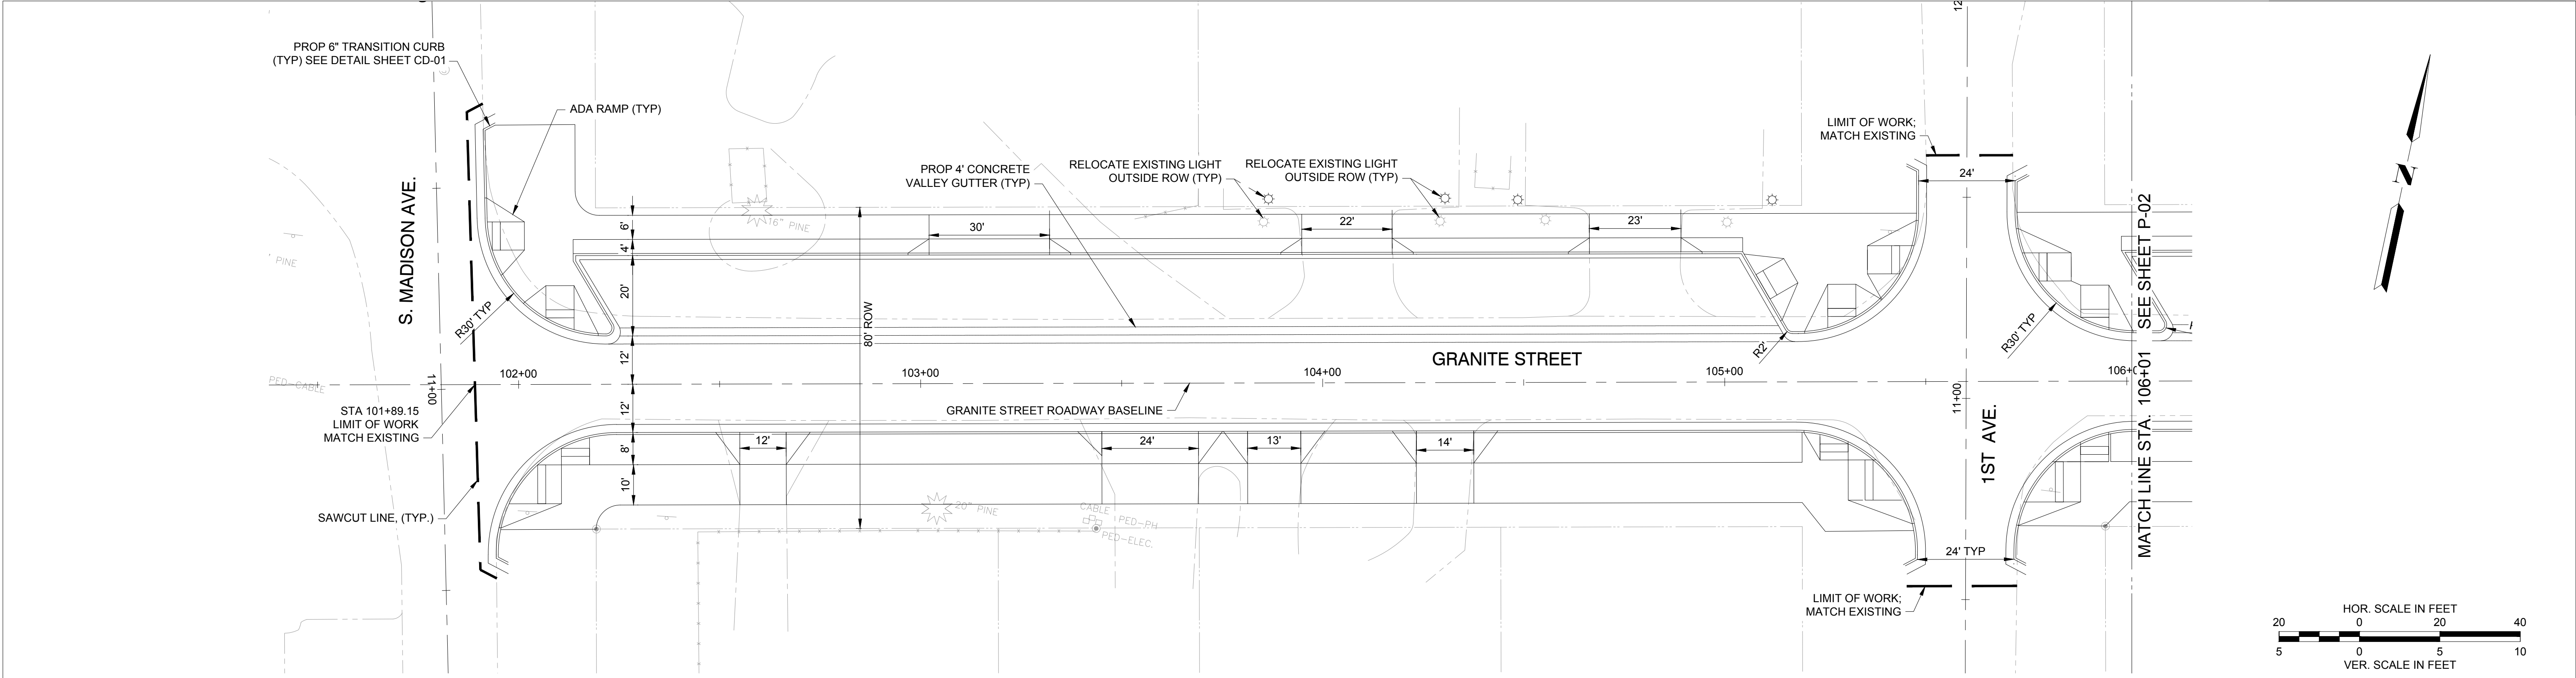 PROP 6" TRANSITION CURB
(TYP) SEE DETAIL SHEET CD-01
ADA RAMP (TYP)
S. MADISON AVE.
PINE
R30' TYP
16" PINE
PROP 4' CONCRETE
VALLEY GUTTER (TYP)
RELOCATE EXISTING LIGHT
OUTSIDE ROW (TYP)
RELOCATE EXISTING LIGHT
OUTSIDE ROW (TYP)
LIMIT OF WORK;
MATCH EXISTING
12
24'
6'
4'
20'
12'
12'
8'
10'
30'
22'
23'
80' ROW
R2'
R30' TYP
GRANITE STREET
102+00
103+00
104+00
105+00
106+0
11+00
11+00
PED-CABLE
STA 101+89.15
LIMIT OF WORK
MATCH EXISTING
GRANITE STREET ROADWAY BASELINE
12'
24'
13'
14'
SAWCUT LINE, (TYP.)
20" PINE
CABLE PED-PH
PED-ELEC.
1ST AVE.
24' TYP
LIMIT OF WORK;
MATCH EXISTING
MATCH LINE STA. 106+01 SEE SHEET P-02
N
HOR. SCALE IN FEET
20 0 20 40
5 0 5 10
VER. SCALE IN FEET